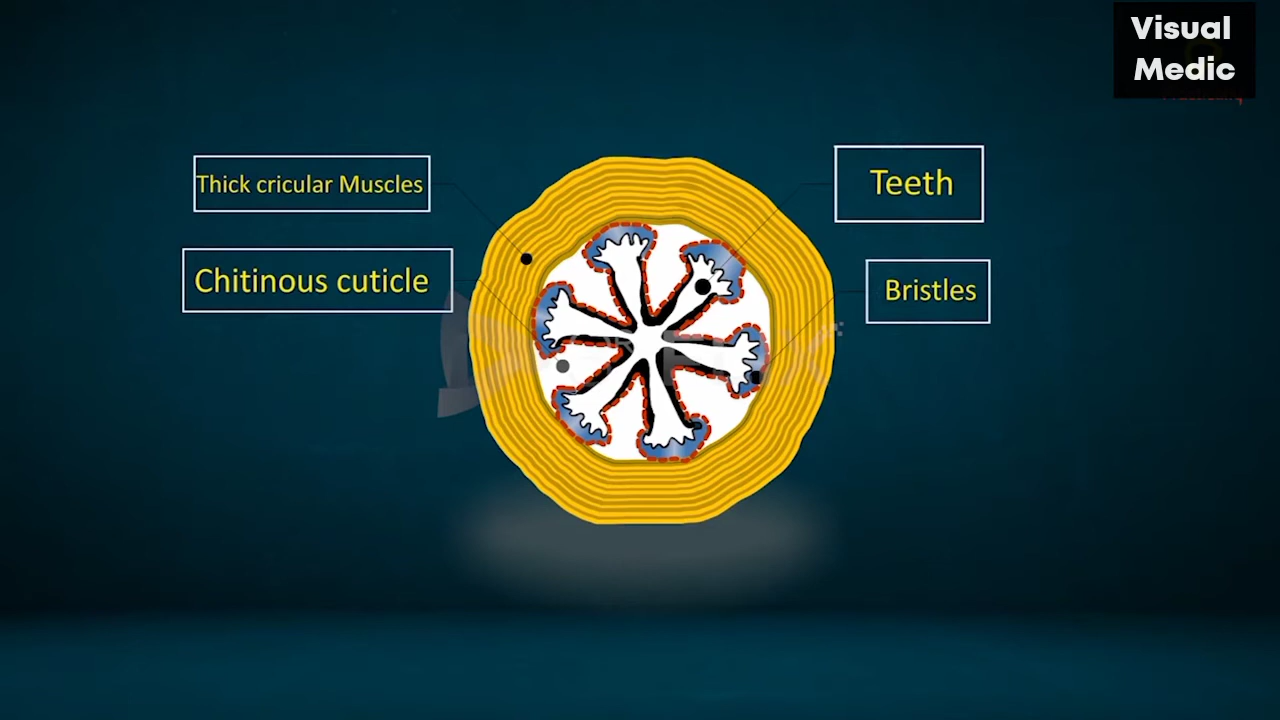 Visual
Medic
Thick cricular Muscles
Teeth
Chitinous cuticle
Bristles